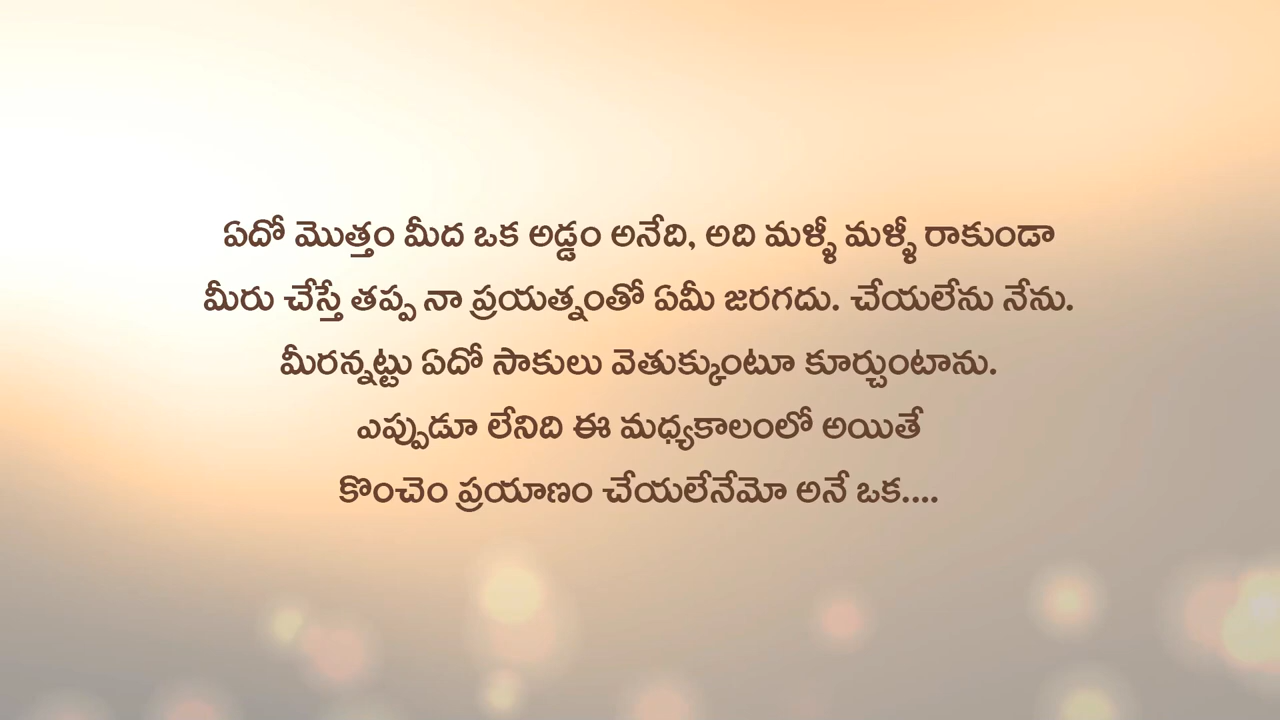 ఏదో మొత్తం మీద ఒక అడ్డం అనేది, అది మళ్ళీ మళ్ళీ రాకుండా
మీరు చేస్తే తప్ప నా ప్రయత్నంతో ఏమీ జరగదు. చేయలేను నేను.
మీరన్నట్టు ఏదో సాకులు వెతుక్కుంటూ కూర్చుంటాను.
ఎప్పుడూ లేనిది ఈ మధ్యకాలంలో అయితే
కొంచెం ప్రయాణం చేయలేనేమో అనే ఒక....